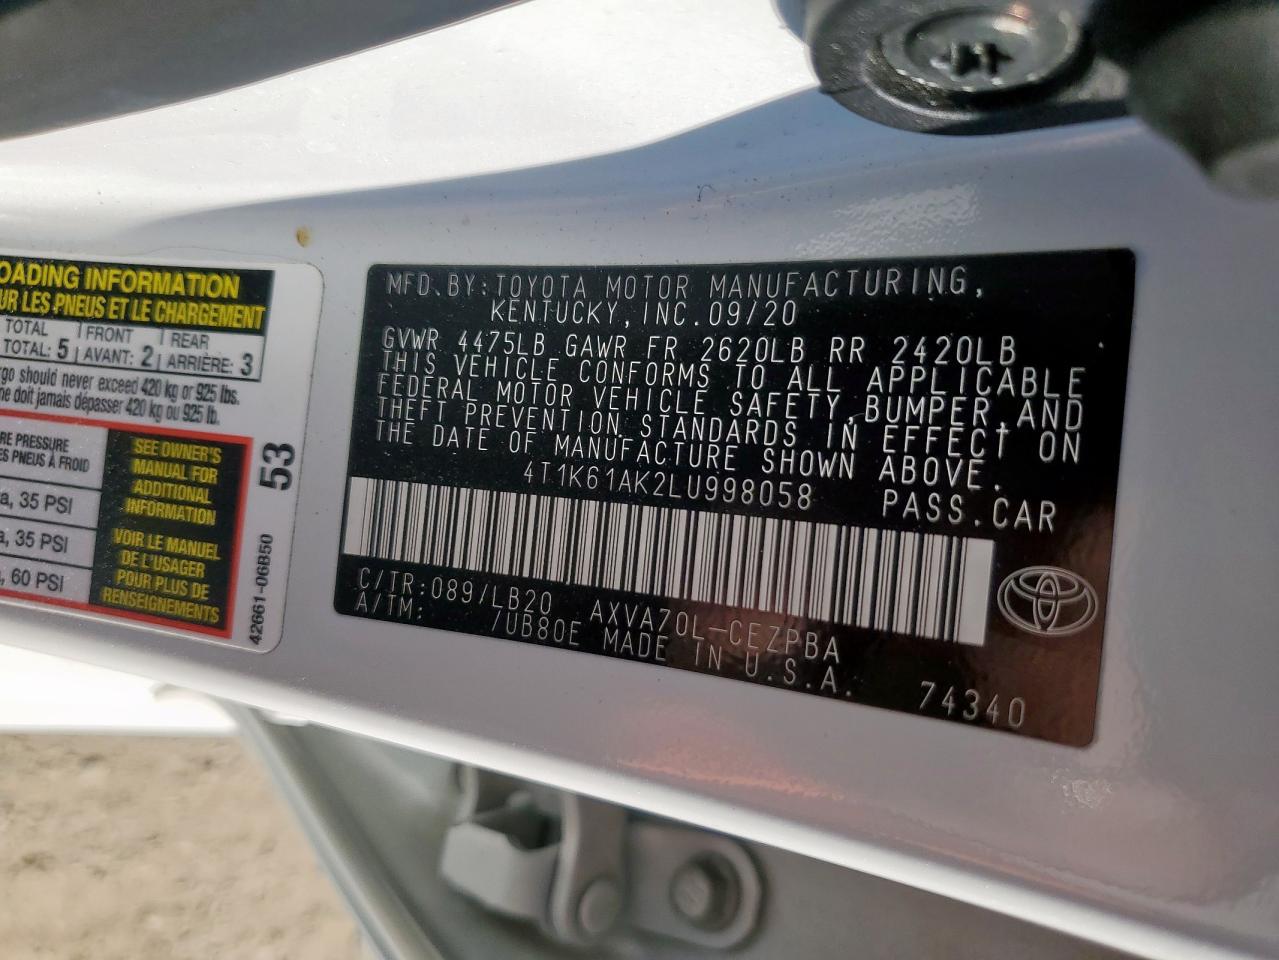 OADING INFORMATION
UR LES PNEUS ET LE CHARGEMENT
TOTAL FRONT REAR
TOTAL: 5 AVANT: 2 ARRIÈRE: 3
should never exceed 420 kg or 925 lbs.
doit jamais dépasser 420 kg ou 925 lb.
PRESSURE
PNEUS À FROID
35 PSI
35 PSI
60 PSI
SEE OWNER'S
MANUAL FOR
ADDITIONAL
INFORMATION
VOIR LE MANUEL
DE L'USAGER
POUR PLUS DE
RENSEIGNEMENTS
53
42661-06B50
MFD. BY: TOYOTA MOTOR MANUFACTURING,
KENTUCKY, INC. 09/20
GVWR 4475LB GAWR FR 2620LB RR 2420LB
THIS VEHICLE CONFORMS TO ALL APPLICABLE
FEDERAL MOTOR VEHICLE SAFETY, BUMPER, AND
THEFT PREVENTION STANDARDS IN EFFECT ON
THE DATE OF MANUFACTURE SHOWN ABOVE.
4T1K61AK2LU998058 PASS. CAR
C/TR: 089/LB20 AXVA70L-CEZPBA
A/TM: /UB80E MADE IN U.S.A.
74340